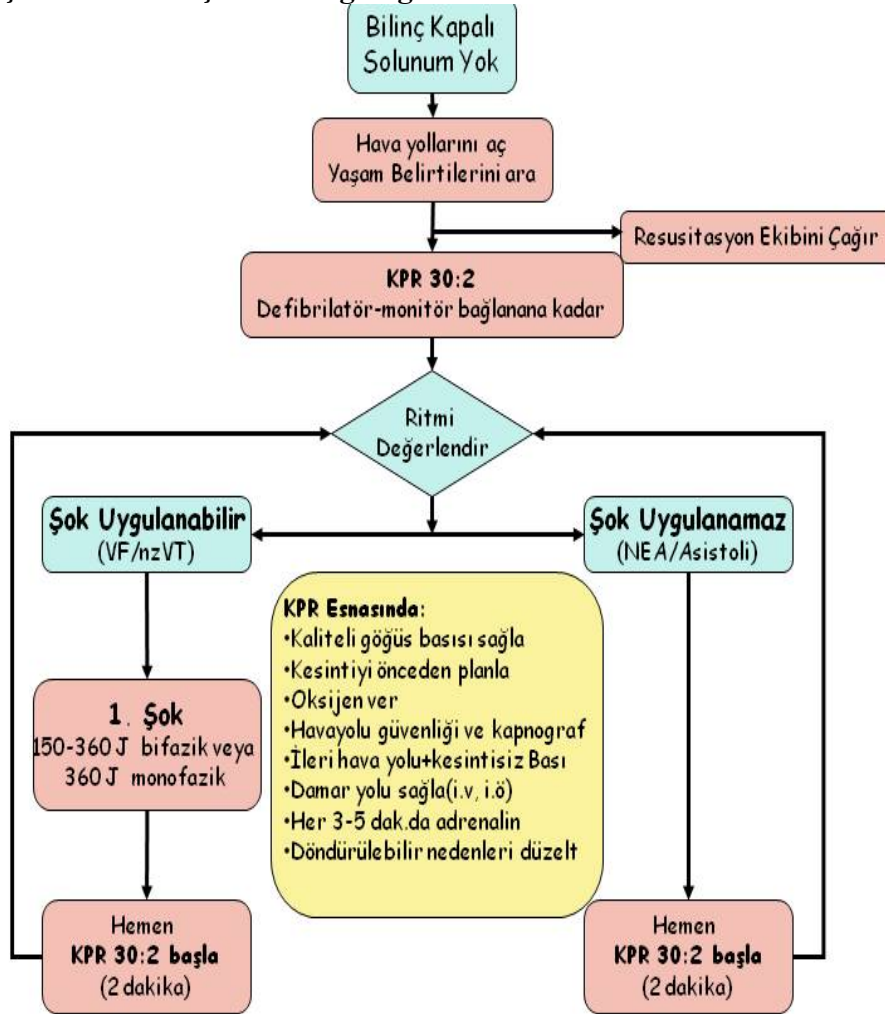 Bilinç Kapalı
Solunum Yok
Hava yollarını aç
Yaşam Belirtilerini ara
Resusitasyon Ekibini Çağır
KPR 30:2
Defibrilatör-monitör bağlanana kadar
Ritmi
Değerlendir
Şok Uygulanabilir
(VF/nzVT)
Şok Uygulanamaz
(NEA/Asistoli)
1. Şok
150-360 J bifazik veya
360 J monofazik
KPR Esnasında:
•Kaliteli göğüs basısı sağla
•Kesintiyi önceden planla
•Oksijen ver
•Havayolu güvenliği ve kapnograf
•İleri hava yolu+kesintisiz Bası
•Damar yolu sağla(i.v, i.ö)
•Her 3-5 dak.da adrenalin
•Döndürülebilir nedenleri düzelt
Hemen
KPR 30:2 başla
(2 dakika)
Hemen
KPR 30:2 başla
(2 dakika)